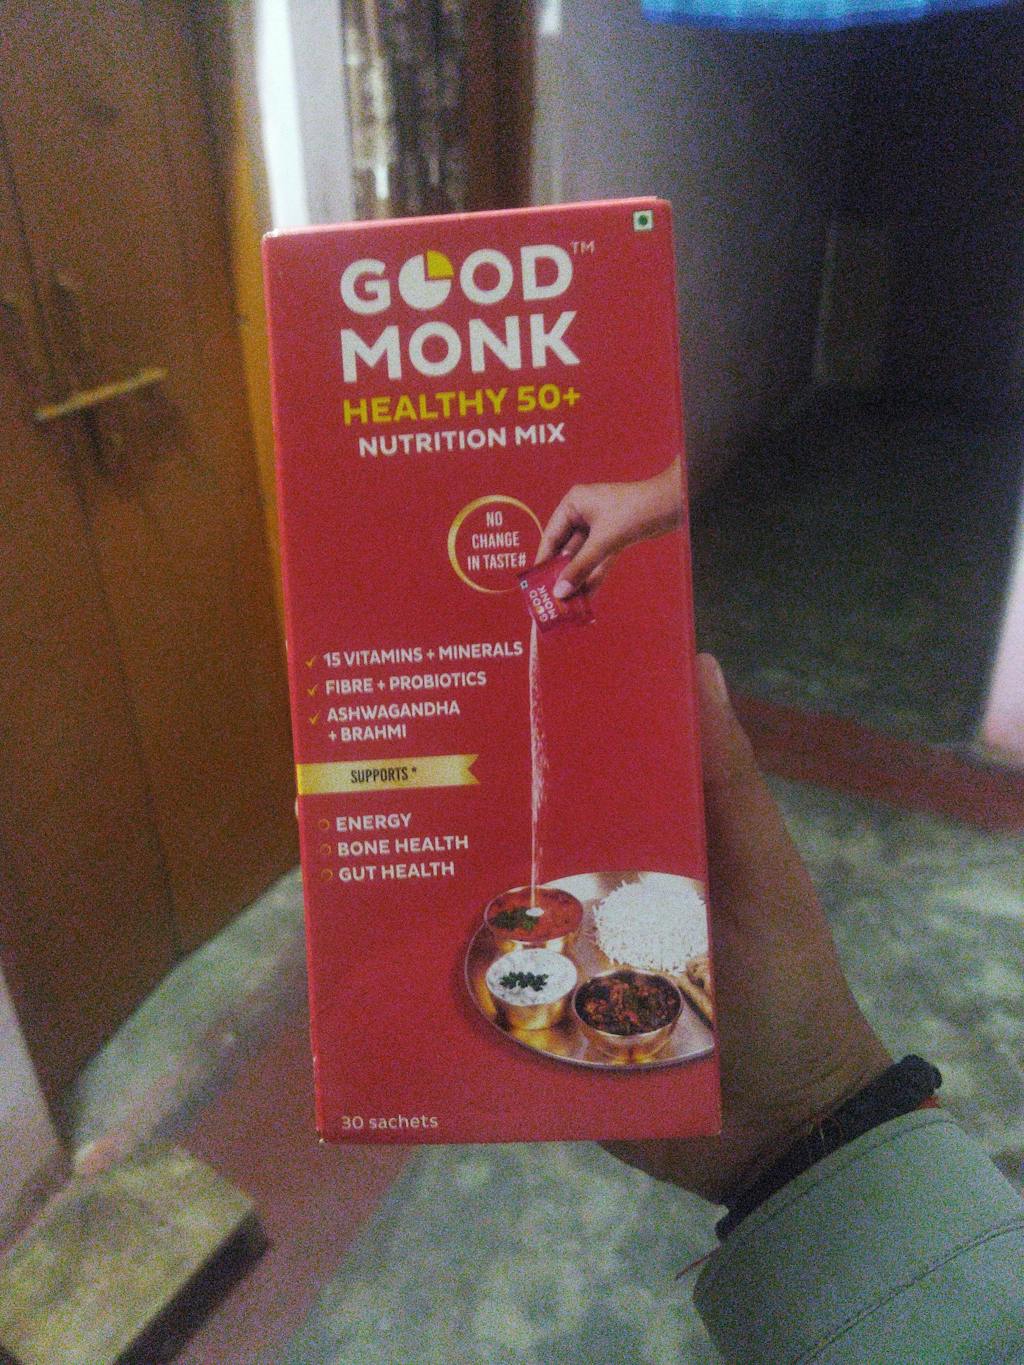 GOOD™
MONK
HEALTHY 50+
NUTRITION MIX
NO
CHANGE
IN TASTE#
GOOD
MONK
15 VITAMINS + MINERALS
FIBRE + PROBIOTICS
ASHWAGANDHA
+ BRAHMI
SUPPORTS *
ENERGY
BONE HEALTH
GUT HEALTH
30 sachets